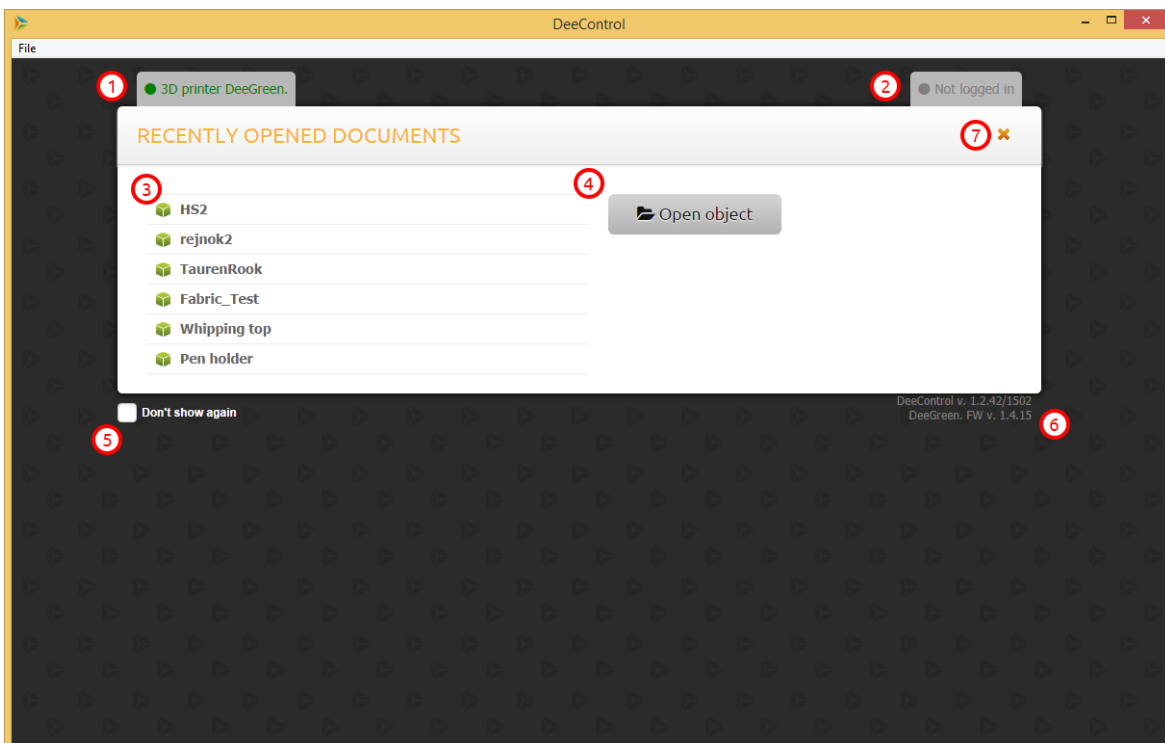 DeeControl
File
1 3D printer DeeGreen.
2 Not logged in
RECENTLY OPENED DOCUMENTS
7
3
4
HS2
Open object
rejnok2
TaurenRook
Fabric_Test
Whipping top
Pen holder
Don't show again
DeeControl v. 1.2.42/1502
DeeGreen. FW v. 1.4.15
5
6